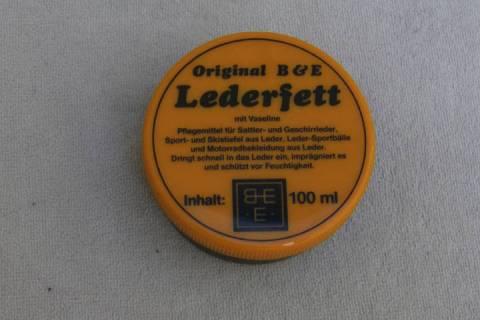 Original B&E
Lederfett
mit Vaseline
Pflegemittel für Sattler- und Geschirrleder,
Sport- und Skistiefel aus Leder, Leder-Sportbälle
und Motorradbekleidung aus Leder.
Dringt schnell in das Leder ein, imprägniert es
und schützt vor Feuchtigkeit.
Inhalt: 100 ml
B+E
· E ·